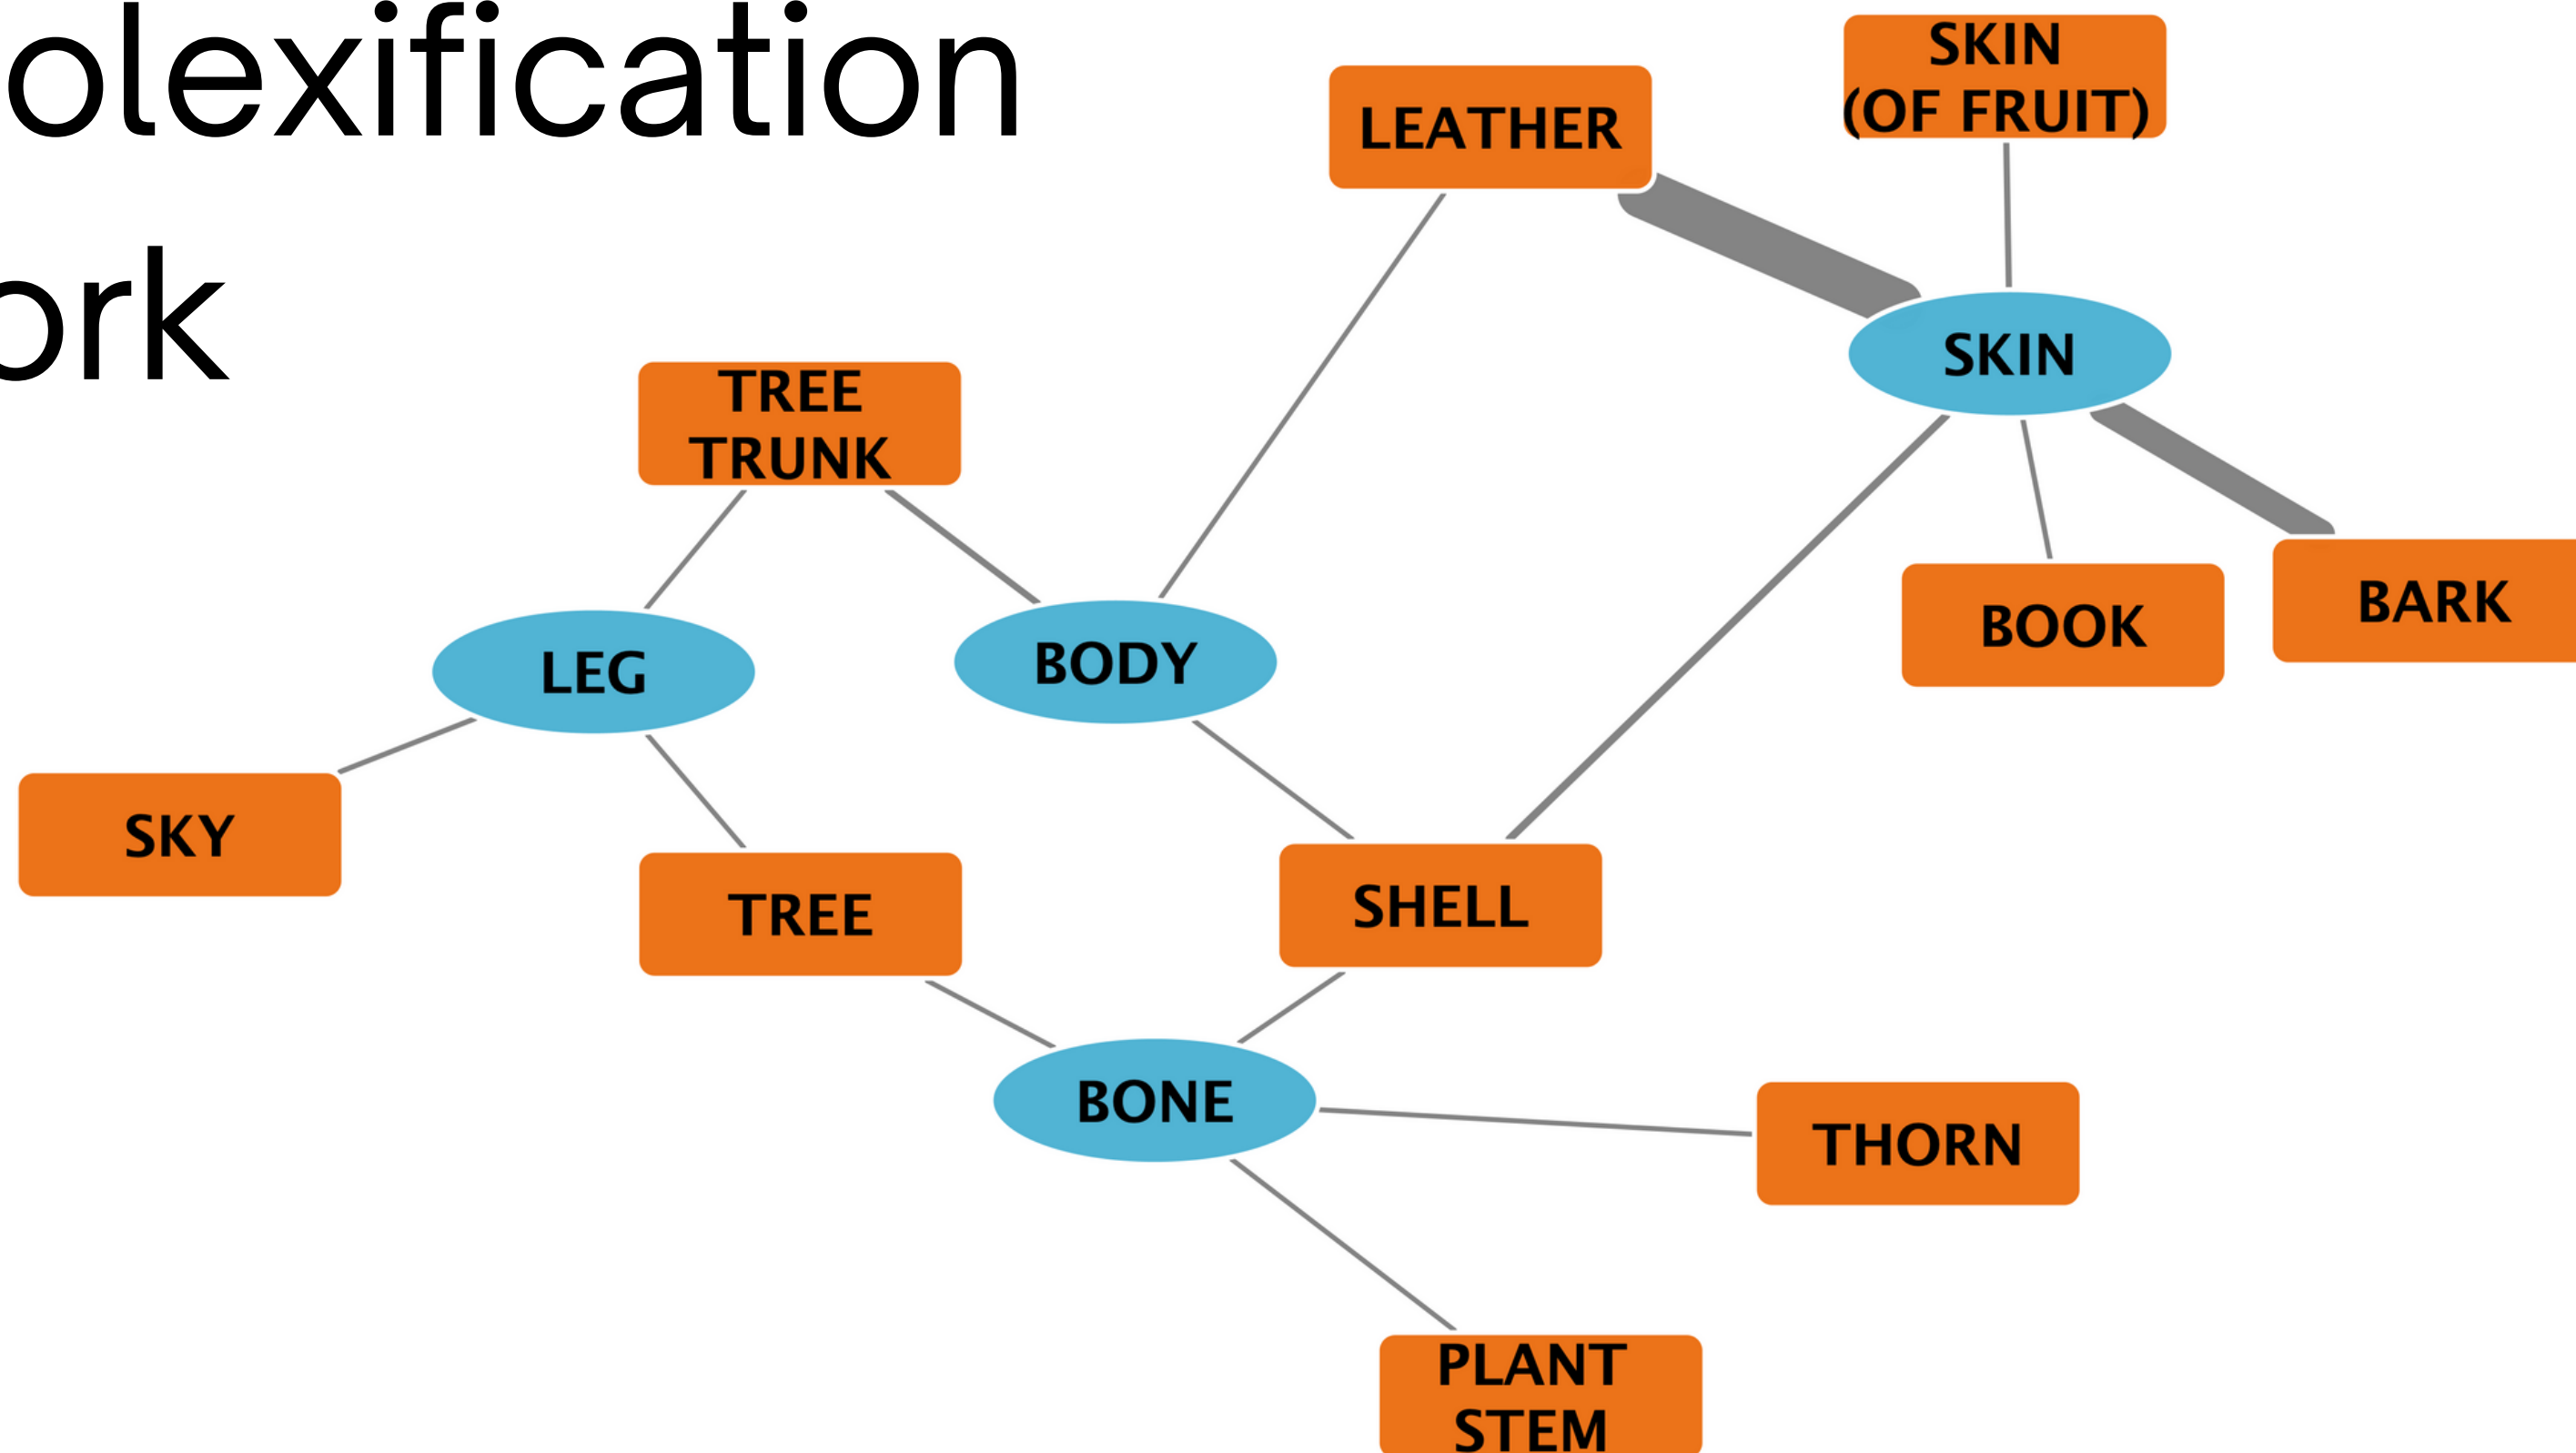 olexification
ork
SKIN
(OF FRUIT)
LEATHER
SKIN
TREE
TRUNK
BOOK
BARK
LEG
BODY
SKY
TREE
SHELL
BONE
THORN
PLANT
STEM